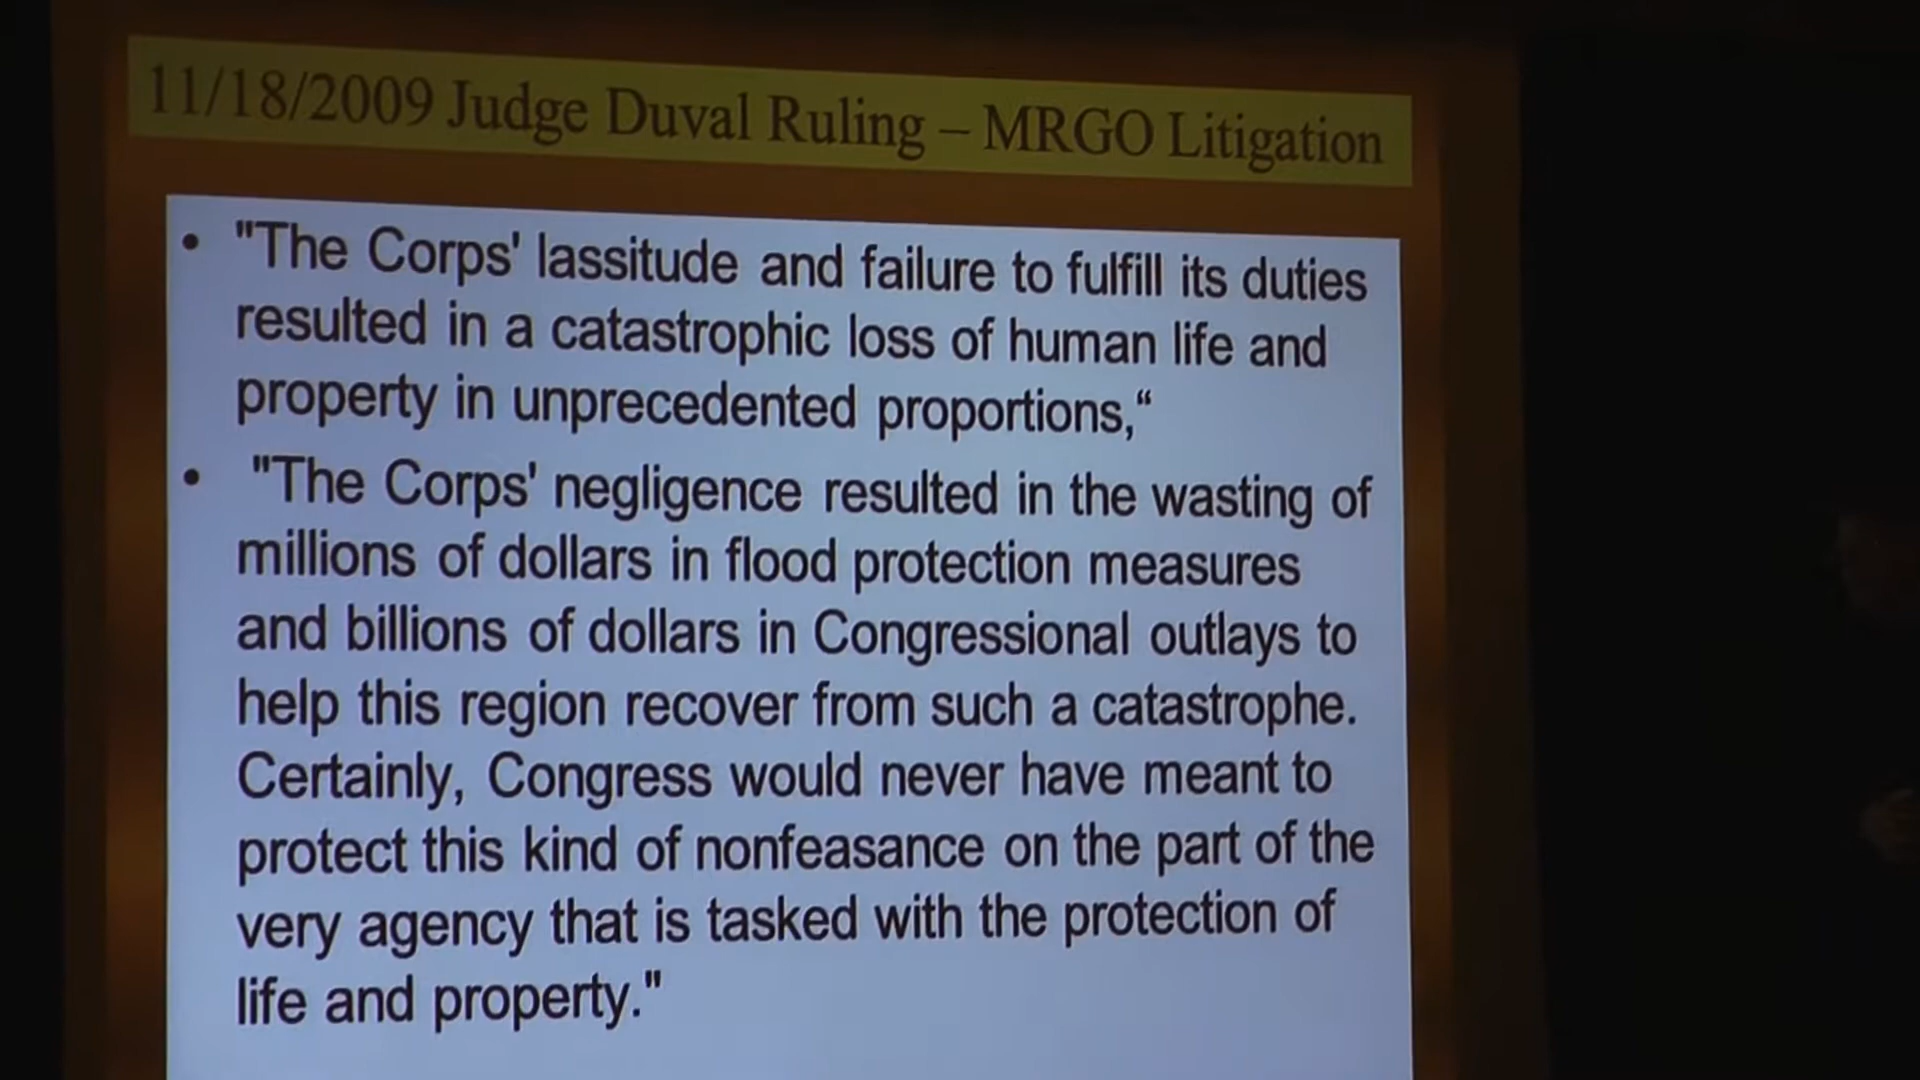 11/18/2009 Judge Duval Ruling – MRGO Litigation
• "The Corps' lassitude and failure to fulfill its duties
resulted in a catastrophic loss of human life and
property in unprecedented proportions,“
• "The Corps' negligence resulted in the wasting of
millions of dollars in flood protection measures
and billions of dollars in Congressional outlays to
help this region recover from such a catastrophe.
Certainly, Congress would never have meant to
protect this kind of nonfeasance on the part of the
very agency that is tasked with the protection of
life and property."